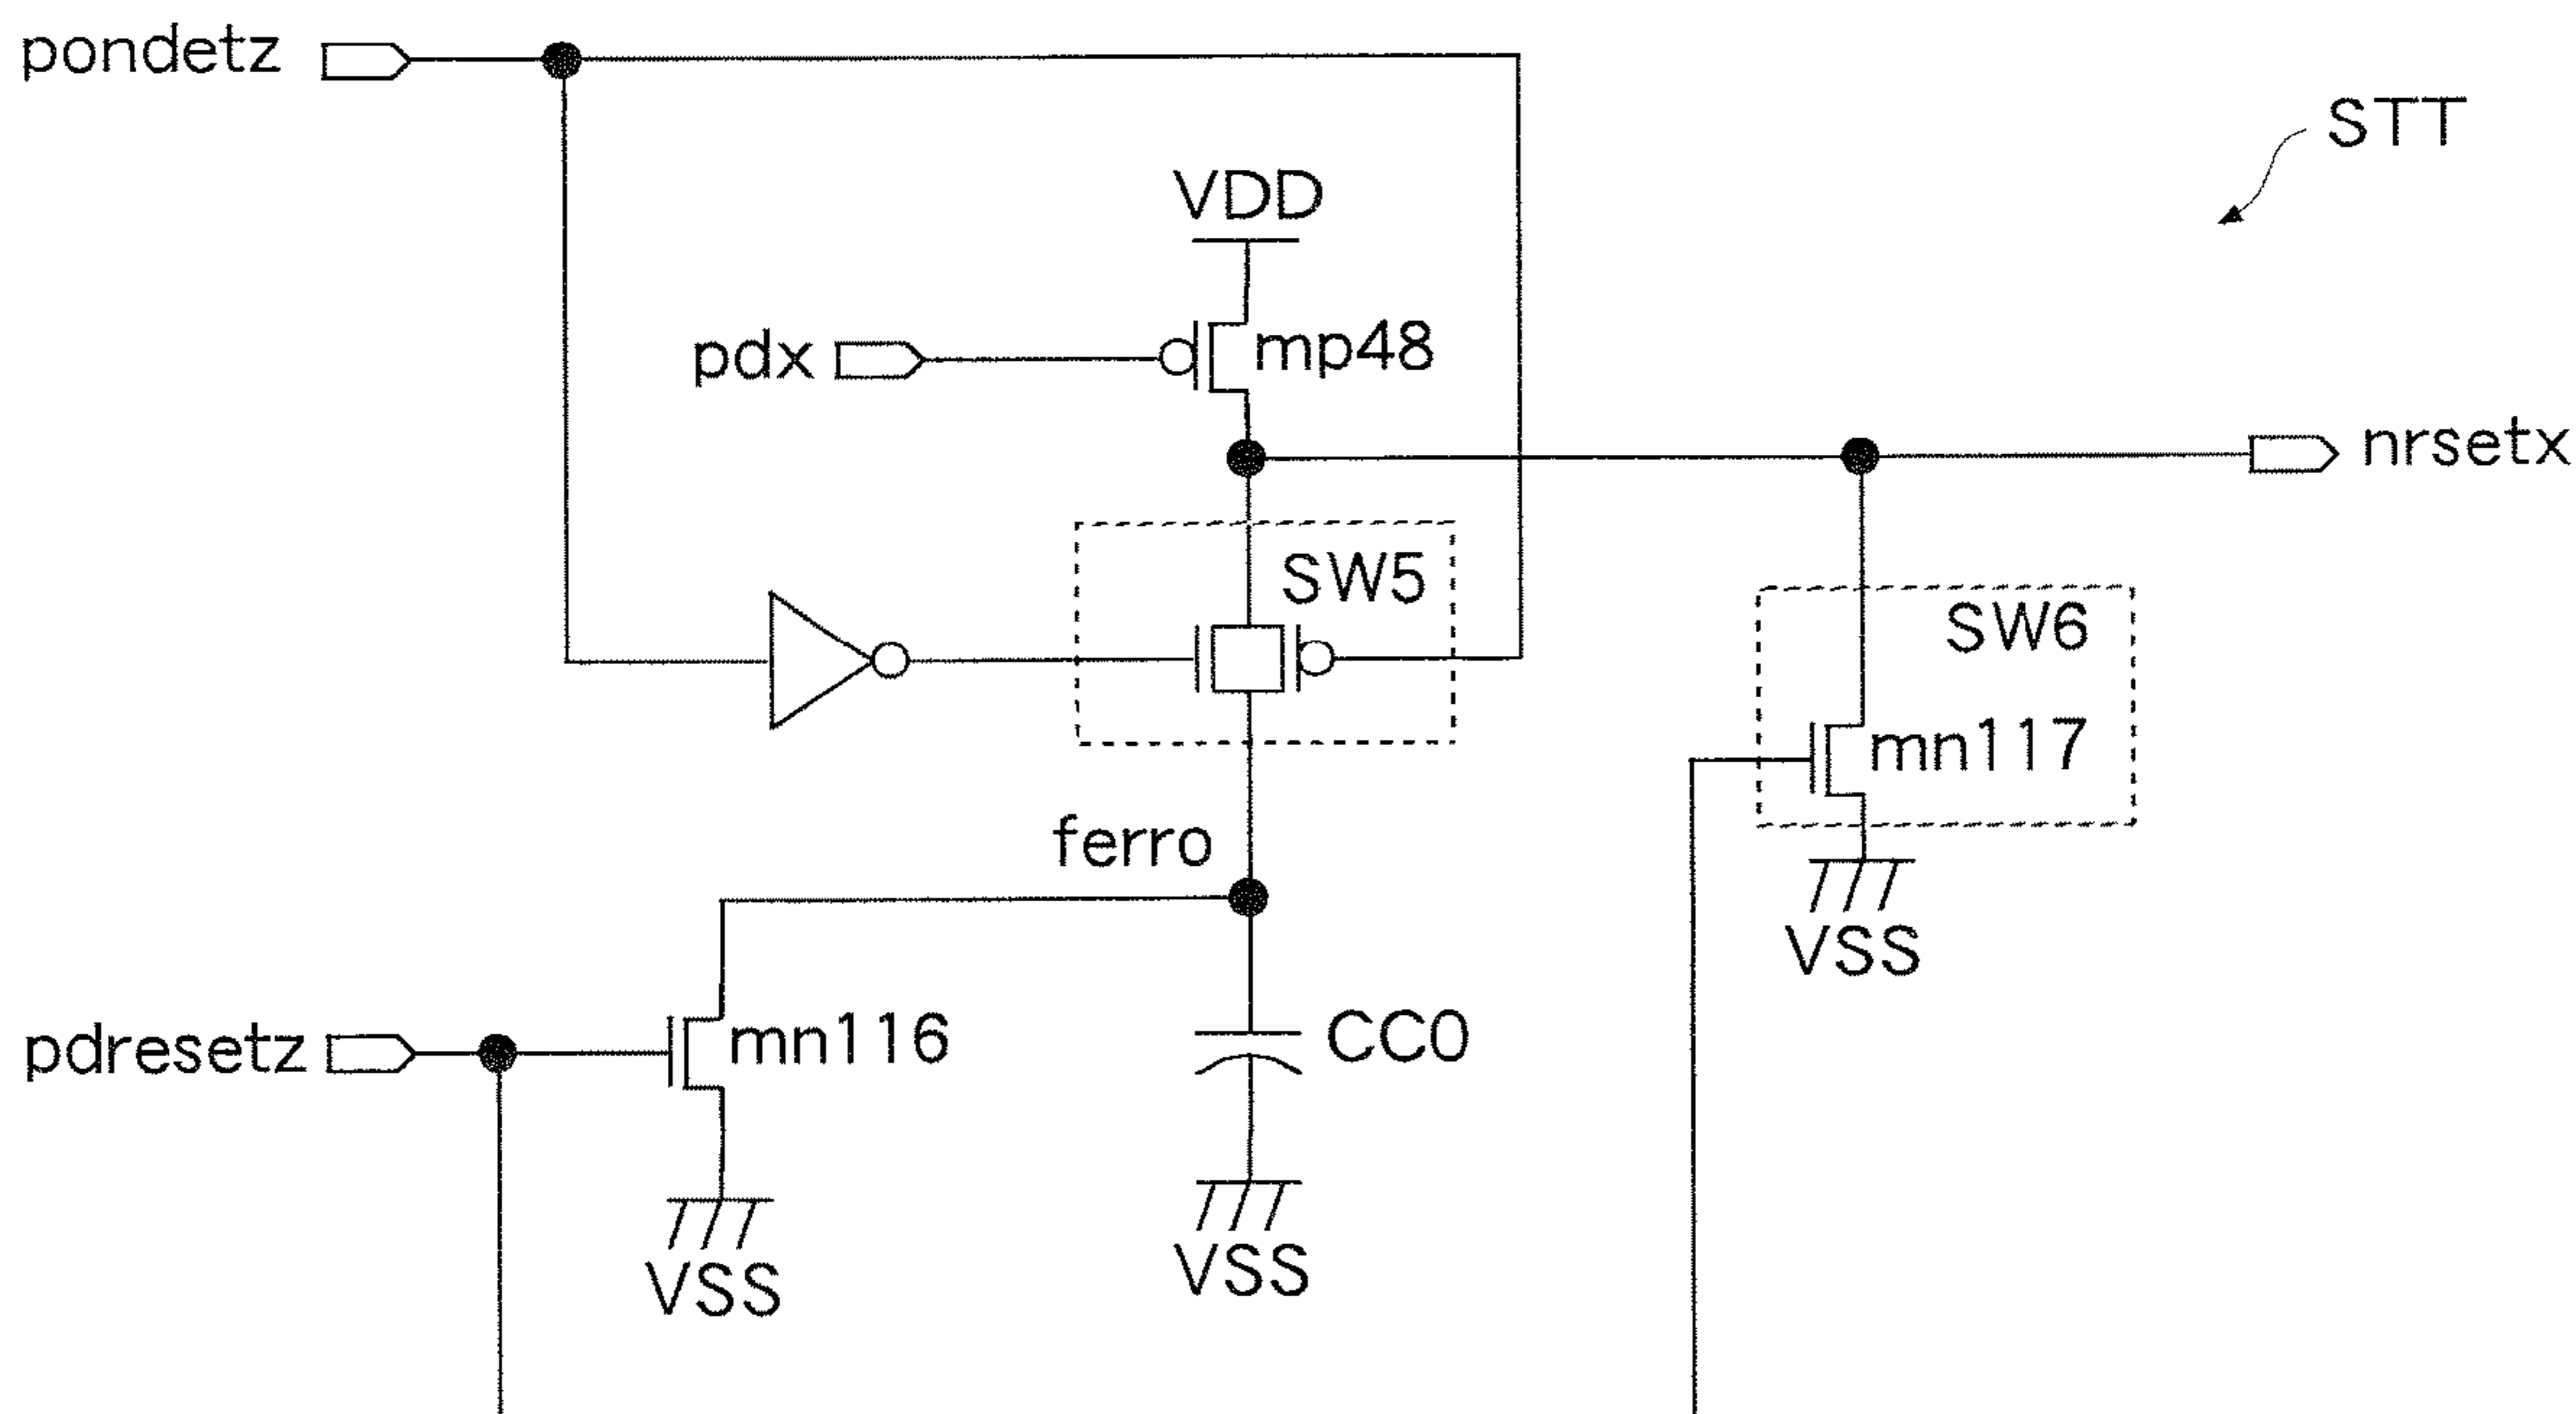 pondetz
STT
VDD
pdx
mp48
nrsetx
SW5
SW6
mn117
ferro
VSS
pdresetz
mn116
CC0
VSS
VSS